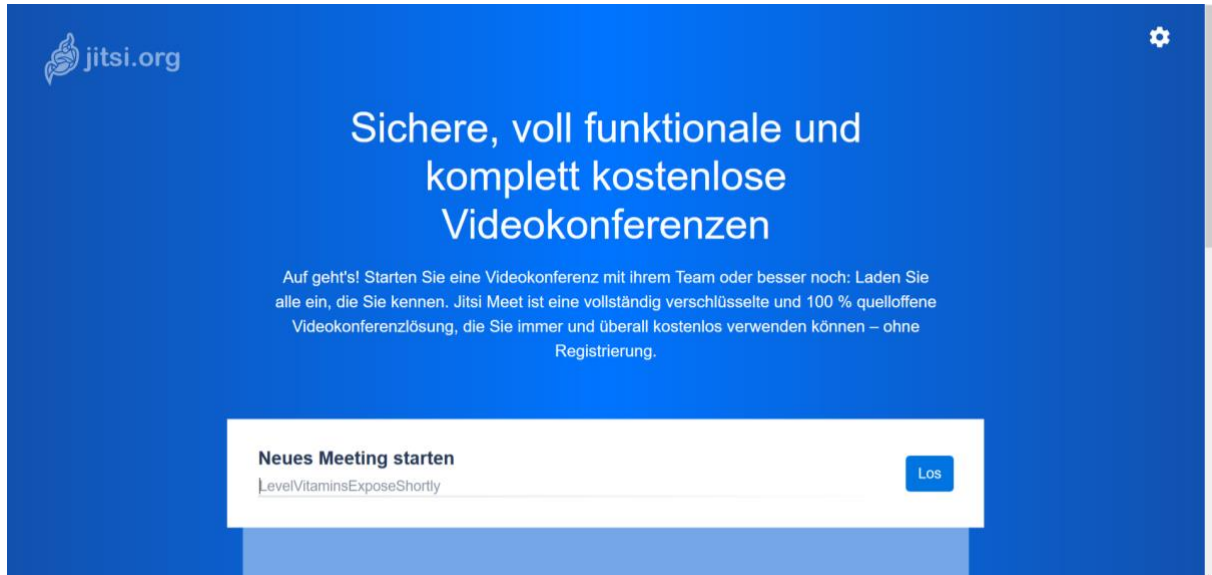 jitsi.org
Sichere, voll funktionale und
komplett kostenlose
Videokonferenzen
Auf geht's! Starten Sie eine Videokonferenz mit ihrem Team oder besser noch: Laden Sie
alle ein, die Sie kennen. Jitsi Meet ist eine vollständig verschlüsselte und 100 % quelloffene
Videokonferenzlösung, die Sie immer und überall kostenlos verwenden können – ohne
Registrierung.
Neues Meeting starten
LevelVitaminsExposeShortly
Los